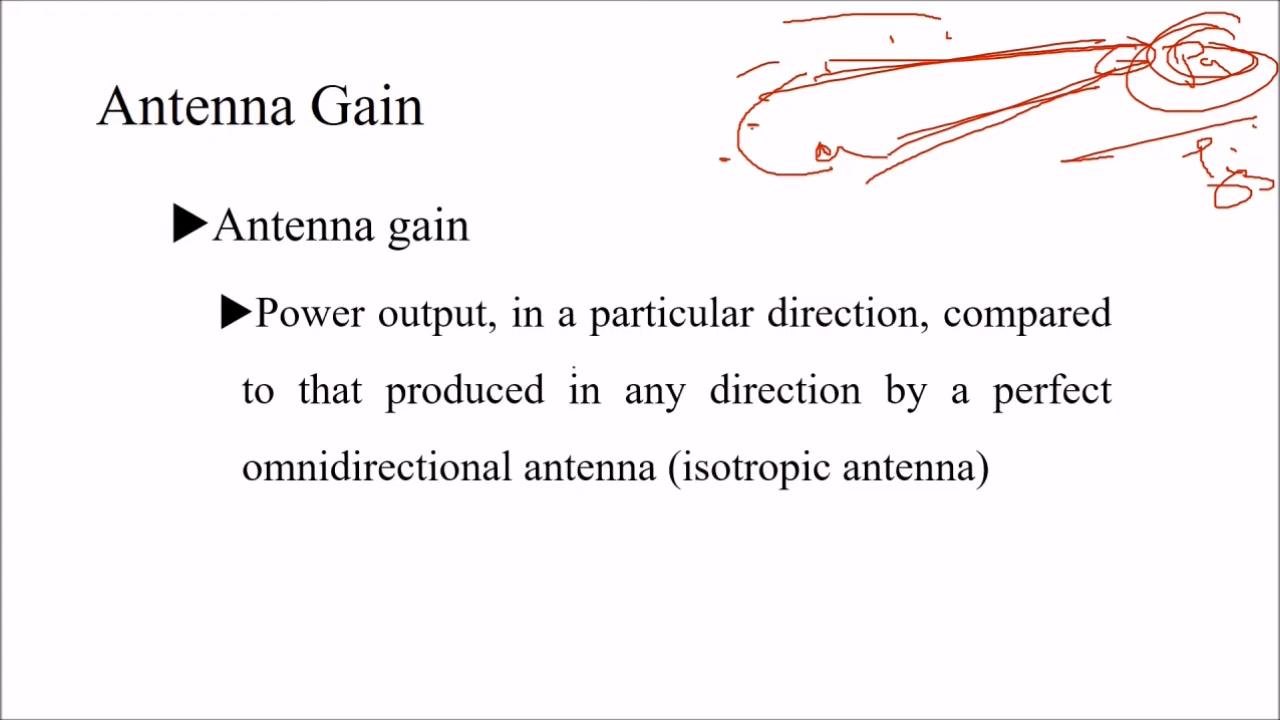 Antenna Gain
▶Antenna gain
▶Power output, in a particular direction, compared
to that produced in any direction by a perfect
omnidirectional antenna (isotropic antenna)